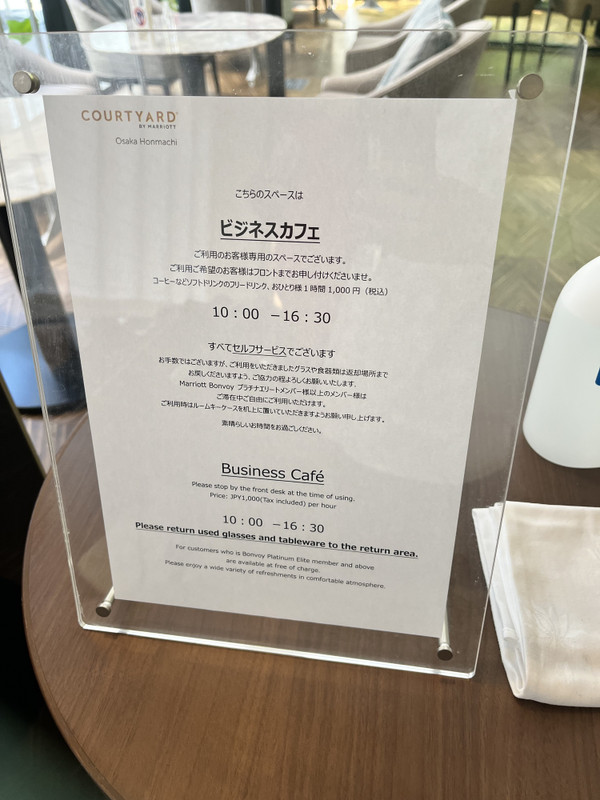 COURTYARD
BY MARRIOTT
Osaka Honmachi
こちらのスペースは
ビジネスカフェ
ご利用のお客様専用のスペースでございます。
ご利用ご希望のお客様はフロントまでお申し付けくださいませ。
コーヒーなどソフトドリンクのフリードリンク、おひとり様1時間1,000円（税込）
10：00 －16：30
すべてセルフサービスでございます
お手数ではございますが、ご利用をいただきましたグラスや食器類は返却場所まで
お戻しくださいますよう、ご協力の程よろしくお願いいたします。
Marriott Bonvoy プラチナエリートメンバー様以上のメンバー様は
ご滞在中ご自由にご利用いただけます。
ご利用時はルームキーケースを机上に置いていただきますようお願い申し上げます。
素晴らしいお時間をお過ごしください。
Business Café
Please stop by the front desk at the time of using.
Price: JPY1,000(Tax included) per hour
10：00 －16：30
Please return used glasses and tableware to the return area.
For customers who is Bonvoy Platinum Elite member and above
are available at free of charge.
Please enjoy a wide variety of refreshments in comfortable atmosphere.